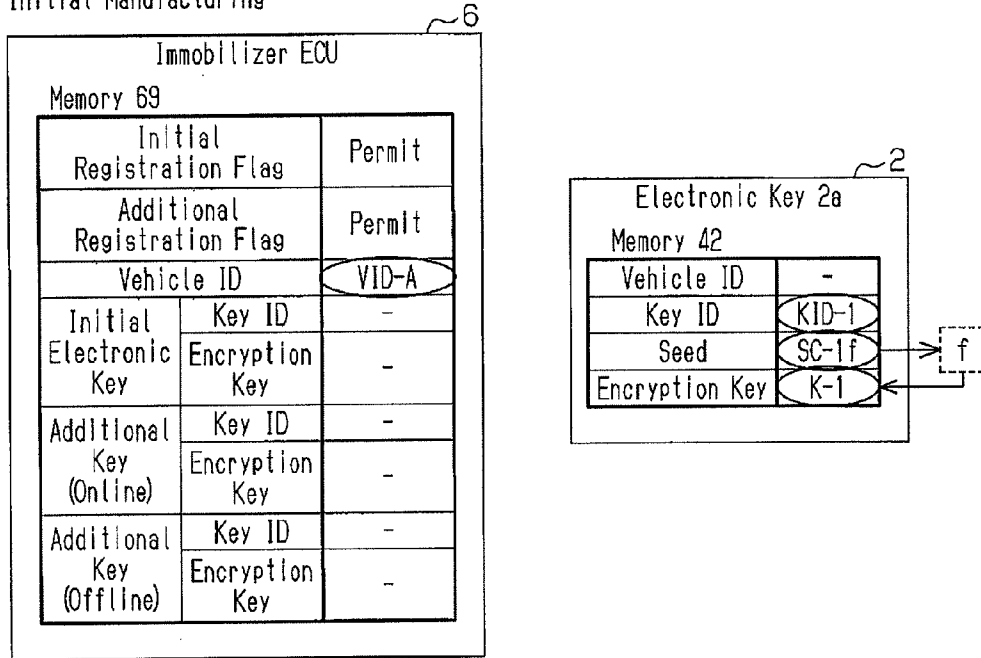 Initial Manufacturing
6
Immobilizer ECU
Memory 69
Initial
Registration Flag
Permit
Additional
Registration Flag
Permit
Vehicle ID
VID-A
Initial
Electronic
Key
Key ID
-
Encryption
Key
-
Additional
Key
(Online)
Key ID
-
Encryption
Key
-
Additional
Key
(Offline)
Key ID
-
Encryption
Key
-
2
Electronic Key 2a
Memory 42
Vehicle ID
-
Key ID
KID-1
Seed
SC-1f
f
Encryption Key
K-1